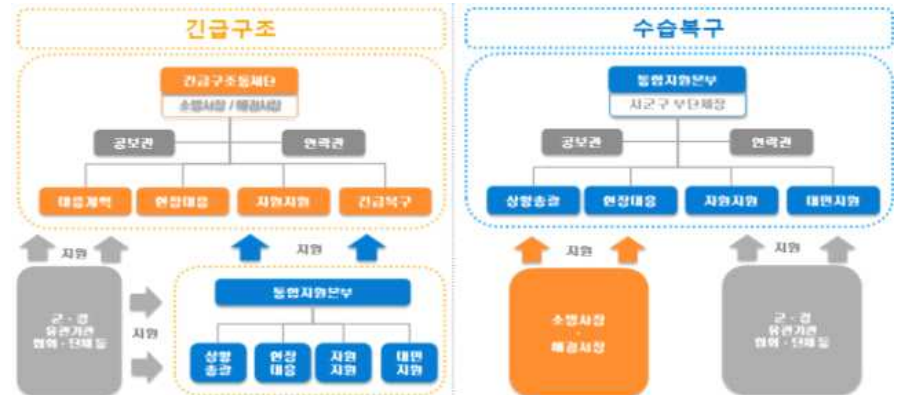 긴급구조
긴급구조통제단
소방서장 / 해경서장
공보관
연락관
대응계획
현장대응
자원지원
긴급복구
지원
지원
군 · 경
유관기관
협회 · 단체 등
지원
통합지원본부
상황
총괄
현장
대응
자원
지원
대민
지원
수습복구
통합지원본부
시군구 부단체장
공보관
연락관
상황총괄
현장대응
자원지원
대민지원
지원
지원
소방서장
·
해경서장
군 · 경
유관기관
협회 · 단체 등